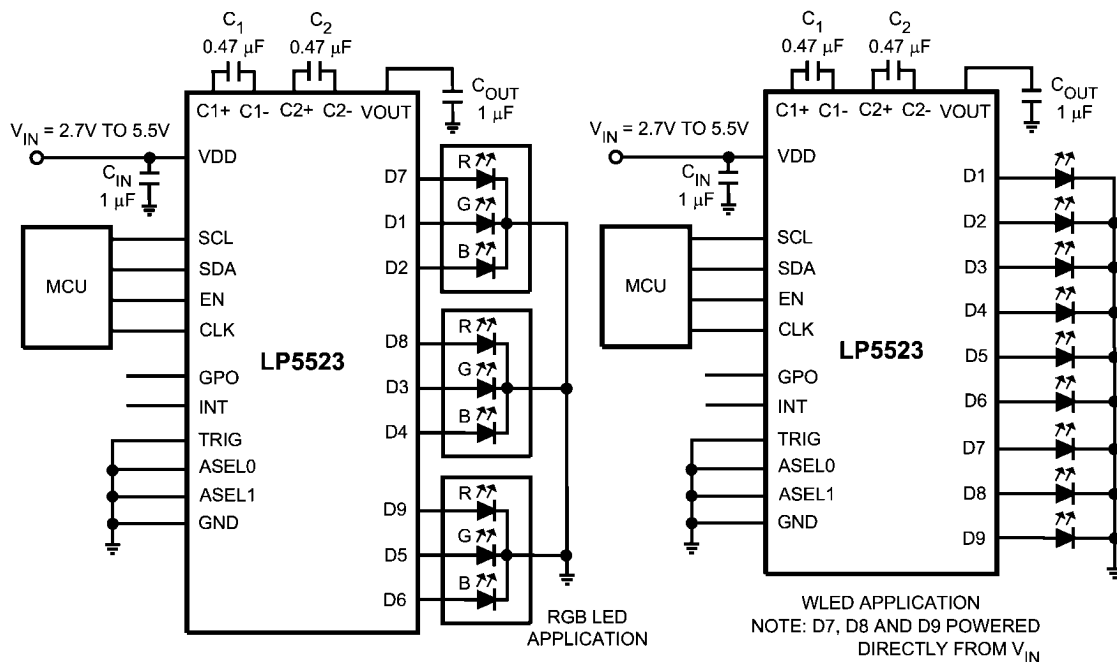 C1
0.47 µF
C2
0.47 µF
C1+ C1- C2+ C2- VOUT
COUT
1 µF
VIN = 2.7V TO 5.5V
VDD
CIN
1 µF
MCU
SCL
SDA
EN
CLK
GPO
INT
TRIG
ASEL0
ASEL1
GND
LP5523
D7
D1
D2
D8
D3
D4
D9
D5
D6
R
G
B
R
G
B
R
G
B
RGB LED
APPLICATION
C1
0.47 µF
C2
0.47 µF
C1+ C1- C2+ C2- VOUT
COUT
1 µF
VIN = 2.7V TO 5.5V
VDD
CIN
1 µF
MCU
SCL
SDA
EN
CLK
GPO
INT
TRIG
ASEL0
ASEL1
GND
LP5523
D1
D2
D3
D4
D5
D6
D7
D8
D9
WLED APPLICATION
NOTE: D7, D8 AND D9 POWERED
DIRECTLY FROM VIN